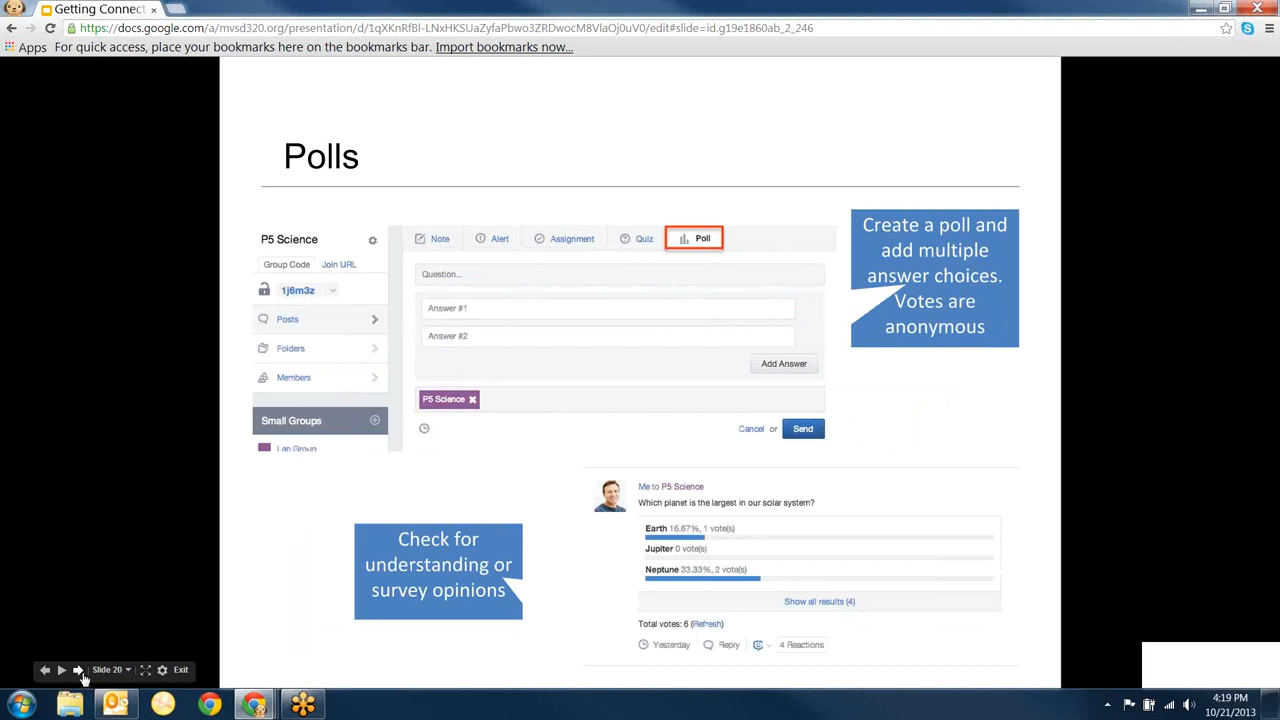 Getting Connect ×
https://docs.google.com/a/mvsd320.org/presentation/d/1qXKnRfBl-LNxHKSUaZyfaPbwo3ZRDwocM8VlaOj0uV0/edit#slide=id.g19e1860ab_2_246
Apps For quick access, place your bookmarks here on the bookmarks bar. Import bookmarks now...
Polls
P5 Science
Group Code Join URL
1j6m3z
Posts
Folders
Members
Small Groups
Lap Group
Note Alert Assignment Quiz Poll
Question...
Answer #1
Answer #2
Add Answer
P5 Science ×
Cancel or Send
Create a poll and
add multiple
answer choices.
Votes are
anonymous
Check for
understanding or
survey opinions
Me to P5 Science
Which planet is the largest in our solar system?
Earth 16.67%, 1 vote(s)
Jupiter 0 vote(s)
Neptune 33.33%, 2 vote(s)
Show all results (4)
Total votes: 6 (Refresh)
Yesterday Reply 4 Reactions
Slide 20 Exit
4:19 PM
10/21/2013